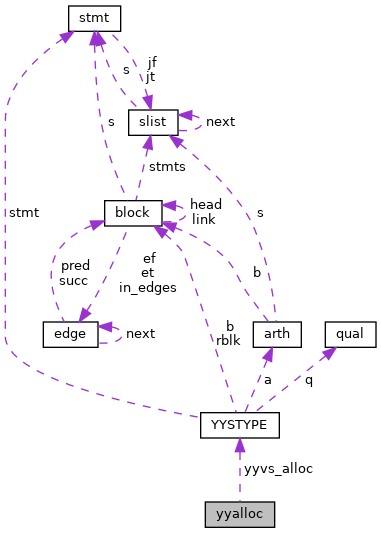 stmt
jf
jt
s
slist
next
s
stmts
s
block
head
link
stmt
pred
succ
ef
et
in_edges
b
b
rblk
edge
next
arth
qual
a
q
YYSTYPE
yyvs_alloc
yyalloc